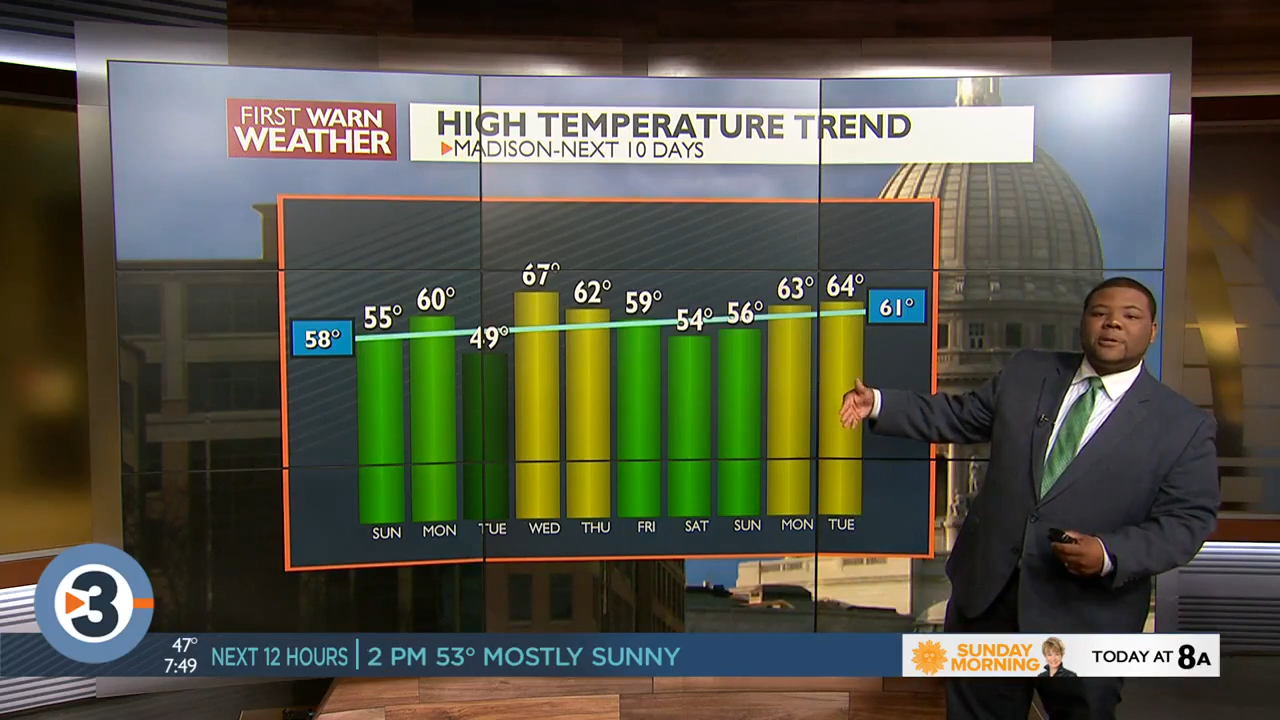 FIRST WARN
WEATHER
HIGH TEMPERATURE TREND
MADISON-NEXT 10 DAYS
58°
55°
60°
49°
67°
62°
59°
54°
56°
63°
64°
61°
SUN
MON
TUE
WED
THU
FRI
SAT
SUN
MON
TUE
3
47°
7:49
NEXT 12 HOURS
2 PM 53° MOSTLY SUNNY
SUNDAY
MORNING
TODAY AT 8A